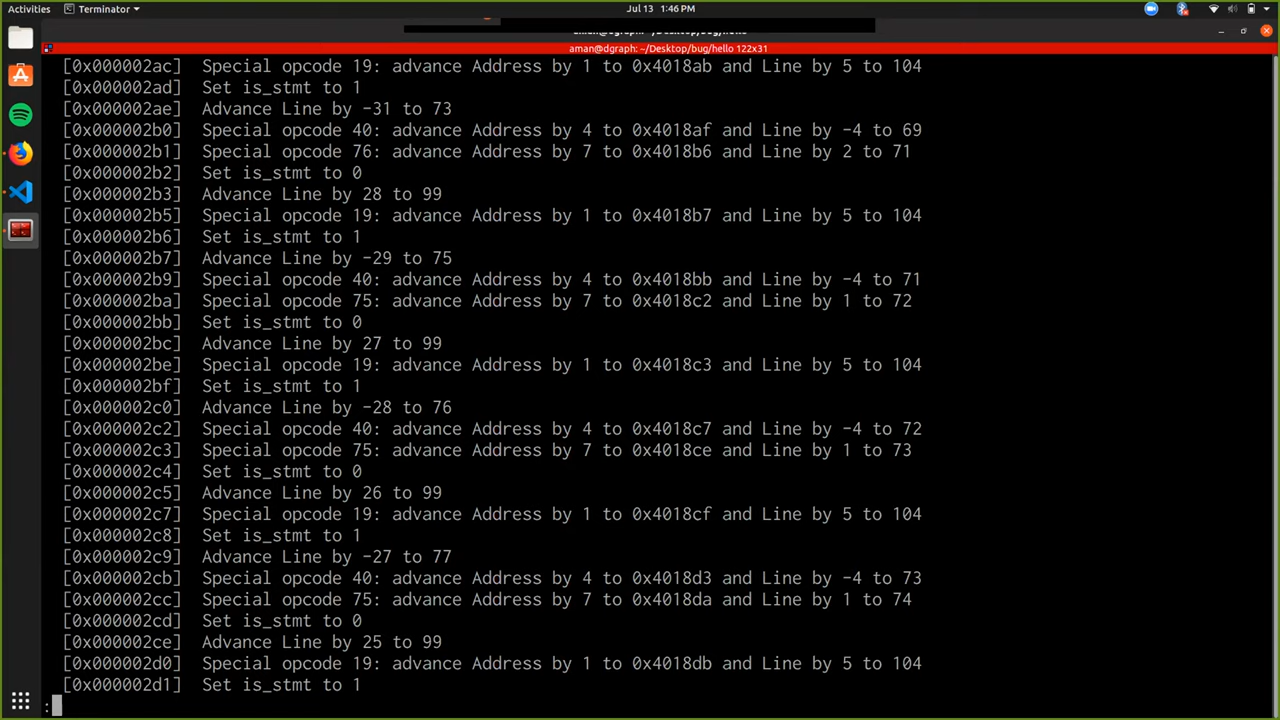 Activities Terminator Jul 13 1:46 PM
aman@dgraph: ~/Desktop/bug/hello 122x31
[0x000002ac] Special opcode 19: advance Address by 1 to 0x4018ab and Line by 5 to 104
[0x000002ad] Set is_stmt to 1
[0x000002ae] Advance Line by -31 to 73
[0x000002b0] Special opcode 40: advance Address by 4 to 0x4018af and Line by -4 to 69
[0x000002b1] Special opcode 76: advance Address by 7 to 0x4018b6 and Line by 2 to 71
[0x000002b2] Set is_stmt to 0
[0x000002b3] Advance Line by 28 to 99
[0x000002b5] Special opcode 19: advance Address by 1 to 0x4018b7 and Line by 5 to 104
[0x000002b6] Set is_stmt to 1
[0x000002b7] Advance Line by -29 to 75
[0x000002b9] Special opcode 40: advance Address by 4 to 0x4018bb and Line by -4 to 71
[0x000002ba] Special opcode 75: advance Address by 7 to 0x4018c2 and Line by 1 to 72
[0x000002bb] Set is_stmt to 0
[0x000002bc] Advance Line by 27 to 99
[0x000002be] Special opcode 19: advance Address by 1 to 0x4018c3 and Line by 5 to 104
[0x000002bf] Set is_stmt to 1
[0x000002c0] Advance Line by -28 to 76
[0x000002c2] Special opcode 40: advance Address by 4 to 0x4018c7 and Line by -4 to 72
[0x000002c3] Special opcode 75: advance Address by 7 to 0x4018ce and Line by 1 to 73
[0x000002c4] Set is_stmt to 0
[0x000002c5] Advance Line by 26 to 99
[0x000002c7] Special opcode 19: advance Address by 1 to 0x4018cf and Line by 5 to 104
[0x000002c8] Set is_stmt to 1
[0x000002c9] Advance Line by -27 to 77
[0x000002cb] Special opcode 40: advance Address by 4 to 0x4018d3 and Line by -4 to 73
[0x000002cc] Special opcode 75: advance Address by 7 to 0x4018da and Line by 1 to 74
[0x000002cd] Set is_stmt to 0
[0x000002ce] Advance Line by 25 to 99
[0x000002d0] Special opcode 19: advance Address by 1 to 0x4018db and Line by 5 to 104
[0x000002d1] Set is_stmt to 1
: